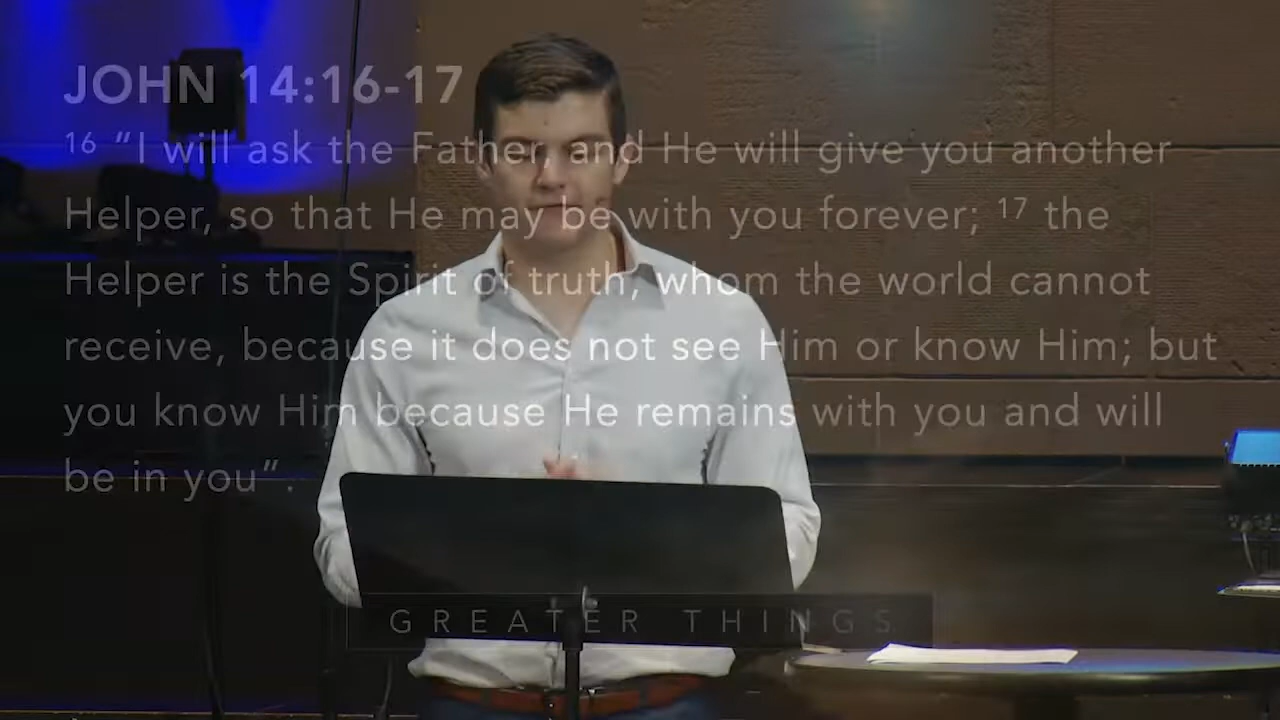 JOHN 14:16-17
16 “I will ask the Father, and He will give you another
Helper, so that He may be with you forever; 17 the
Helper is the Spirit of truth, whom the world cannot
receive, because it does not see Him or know Him; but
you know Him because He remains with you and will
be in you”.
GREATER THINGS